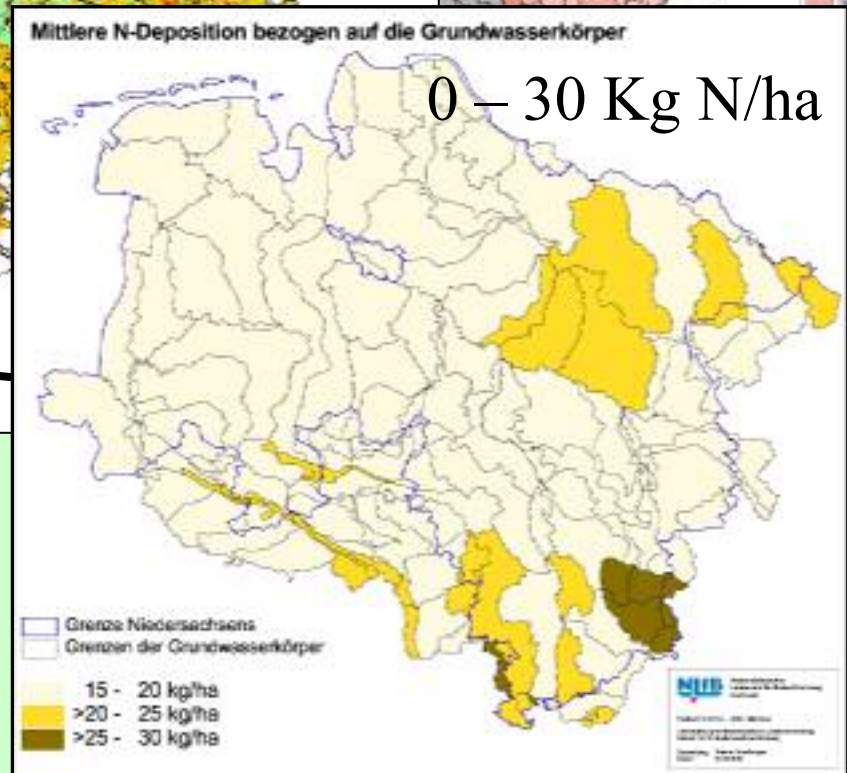 Mittlere N-Deposition bezogen auf die Grundwasserkörper
0 – 30 Kg N/ha
Grenze Niedersachsens
Grenzen der Grundwasserkörper
15 - 20 kg/ha
>20 - 25 kg/ha
>25 - 30 kg/ha